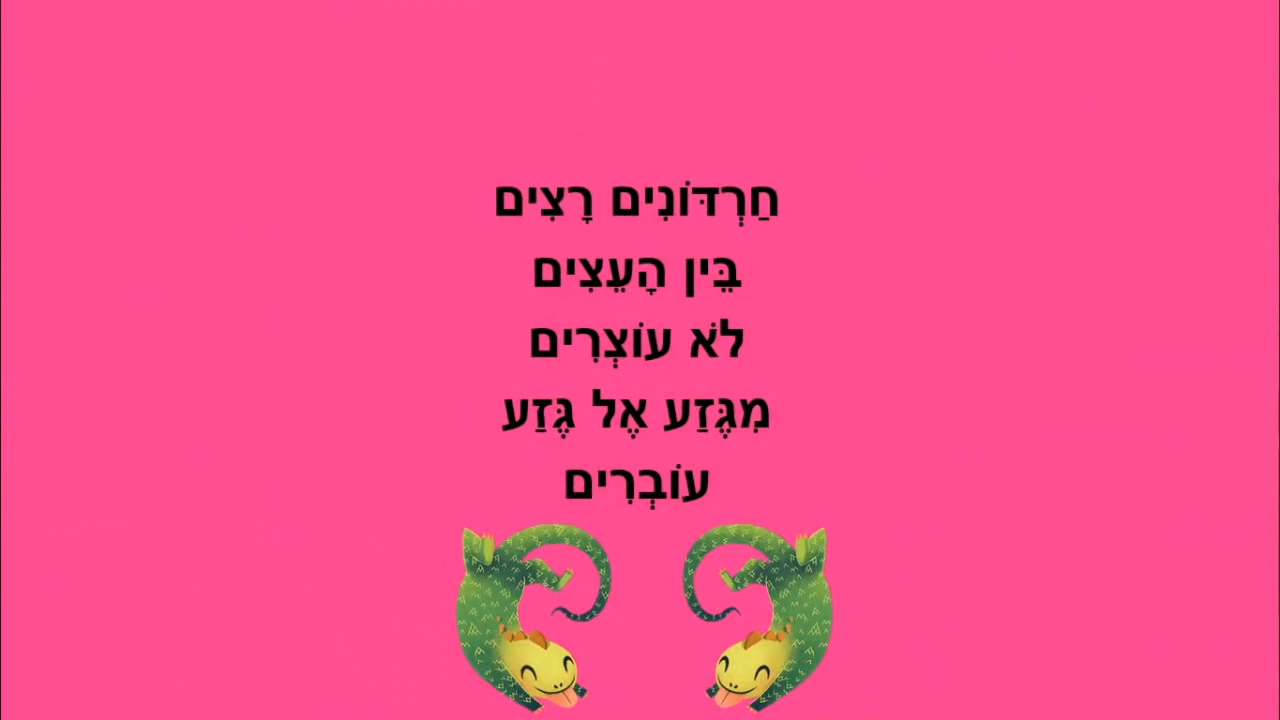 חַרְדּוֹנִים רָצִים
בֵּין הָעֵצִים
לֹא עוֹצְרִים
מִגֶּזַע אֶל גֶּזַע
עוֹבְרִים